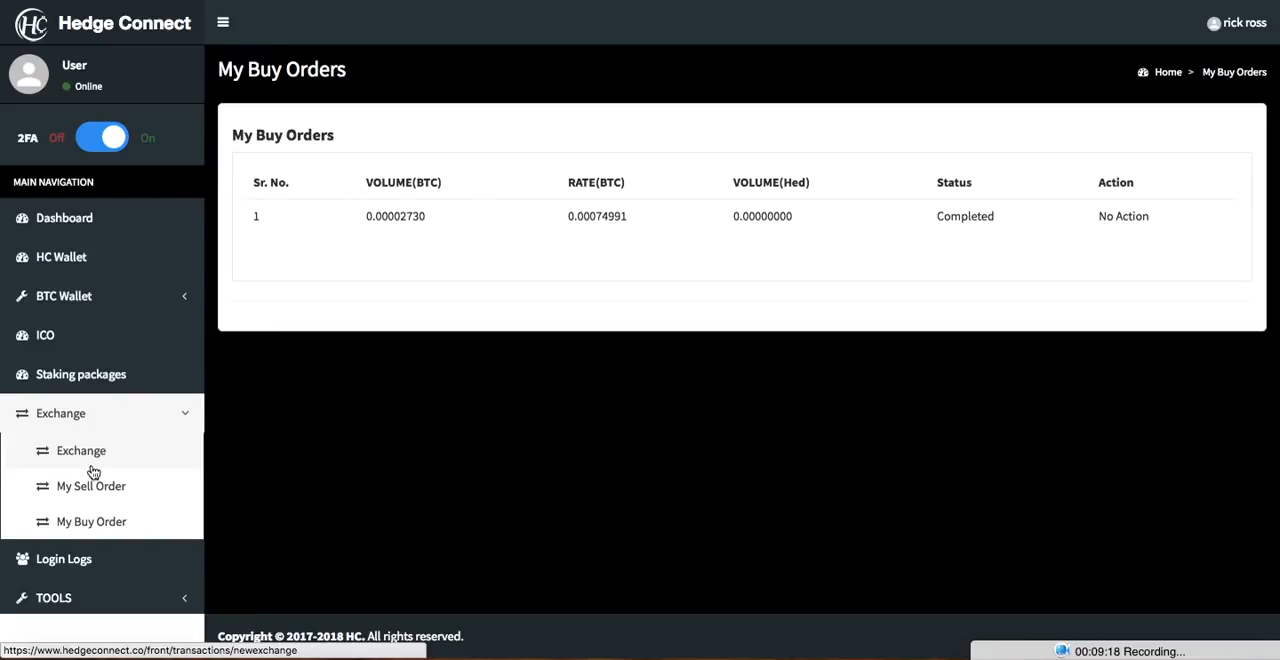 HC Hedge Connect
rick ross
User
Online
My Buy Orders
Home > My Buy Orders
2FA Off On
My Buy Orders
MAIN NAVIGATION
Sr. No. VOLUME(BTC) RATE(BTC) VOLUME(Hed) Status Action
1 0.00002730 0.00074991 0.00000000 Completed No Action
Dashboard
HC Wallet
BTC Wallet
ICO
Staking packages
Exchange
Exchange
My Sell Order
My Buy Order
Login Logs
TOOLS
Copyright © 2017-2018 HC. All rights reserved.
https://www.hedgeconnect.co/front/transactions/newexchange
00:09:18 Recording...